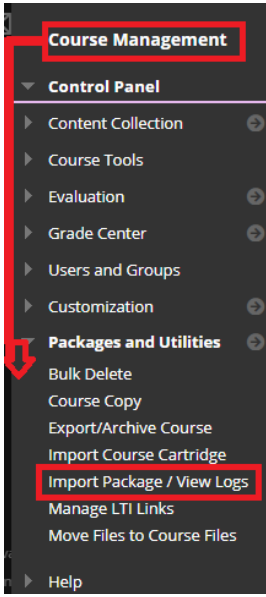 Course Management
Control Panel
Content Collection
Course Tools
Evaluation
Grade Center
Users and Groups
Customization
Packages and Utilities
Bulk Delete
Course Copy
Export/Archive Course
Import Course Cartridge
Import Package / View Logs
Manage LTI Links
Move Files to Course Files
Help